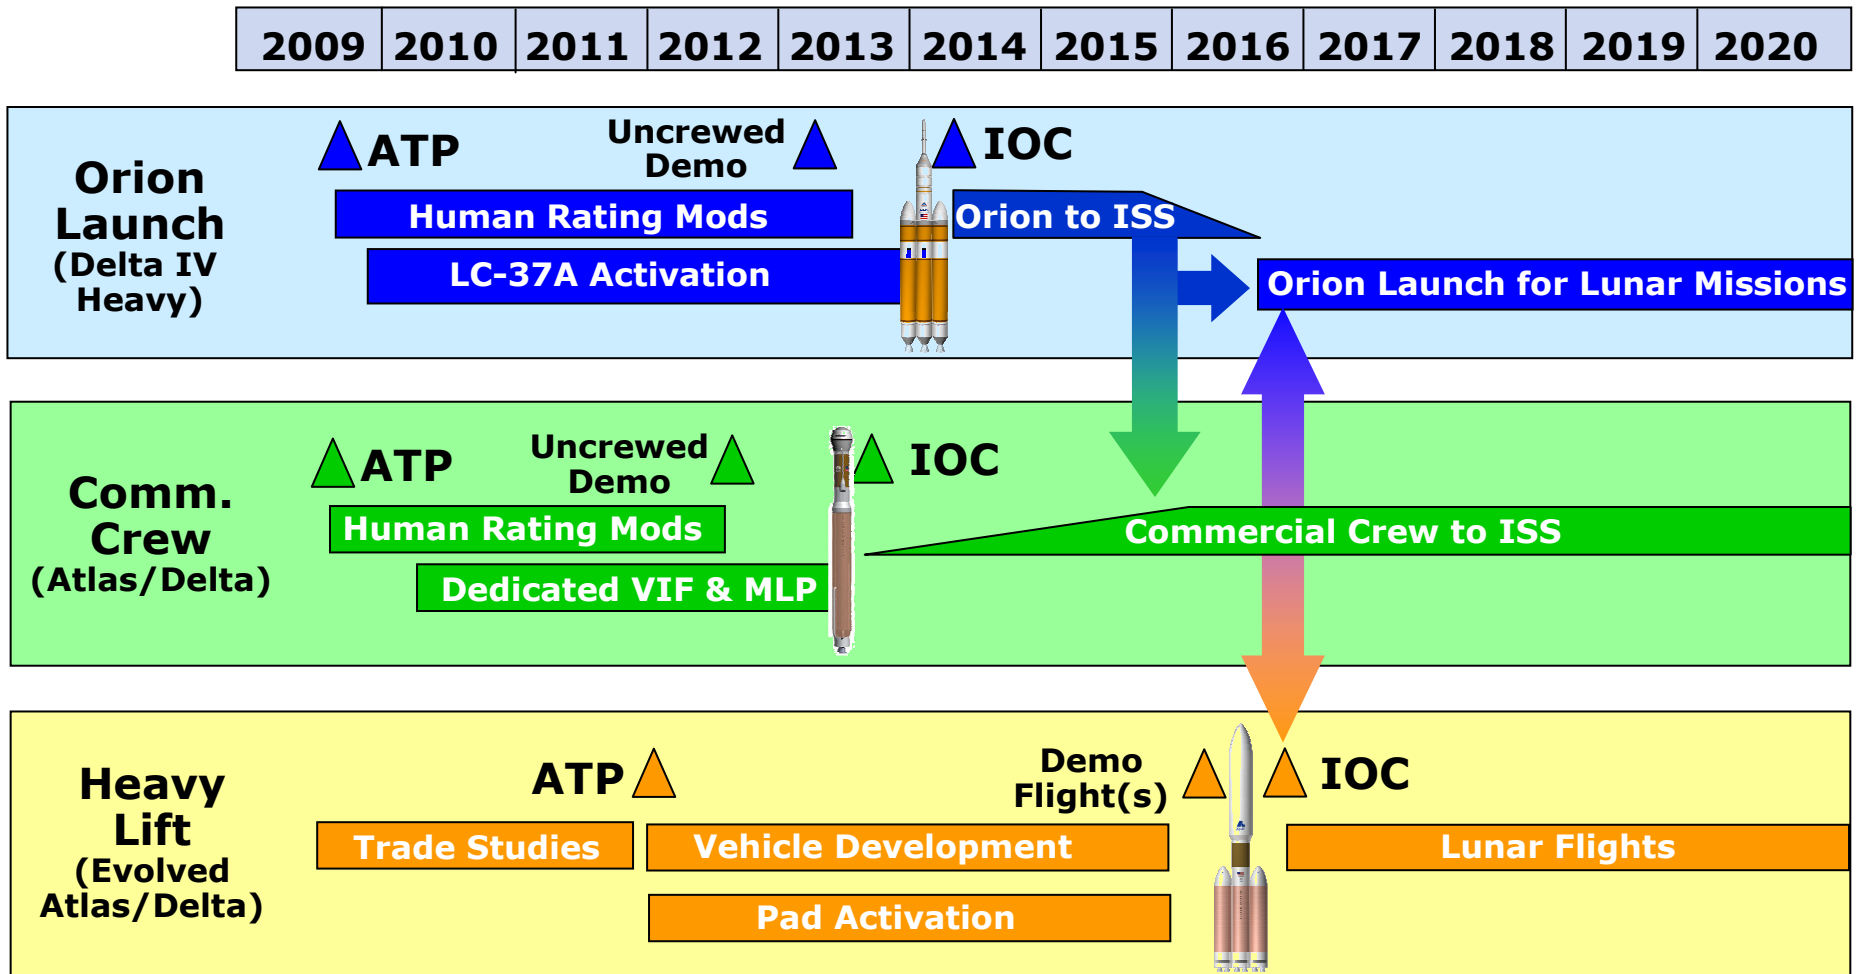 2009 2010 2011 2012 2013 2014 2015 2016 2017 2018 2019 2020
Orion
Launch
(Delta IV
Heavy)
ATP
Uncrewed
Demo
IOC
Human Rating Mods
Orion to ISS
LC-37A Activation
Orion Launch for Lunar Missions
Comm.
Crew
(Atlas/Delta)
ATP
Uncrewed
Demo
IOC
Human Rating Mods
Commercial Crew to ISS
Dedicated VIF & MLP
Heavy
Lift
(Evolved
Atlas/Delta)
ATP
Demo
Flight(s)
IOC
Trade Studies
Vehicle Development
Lunar Flights
Pad Activation